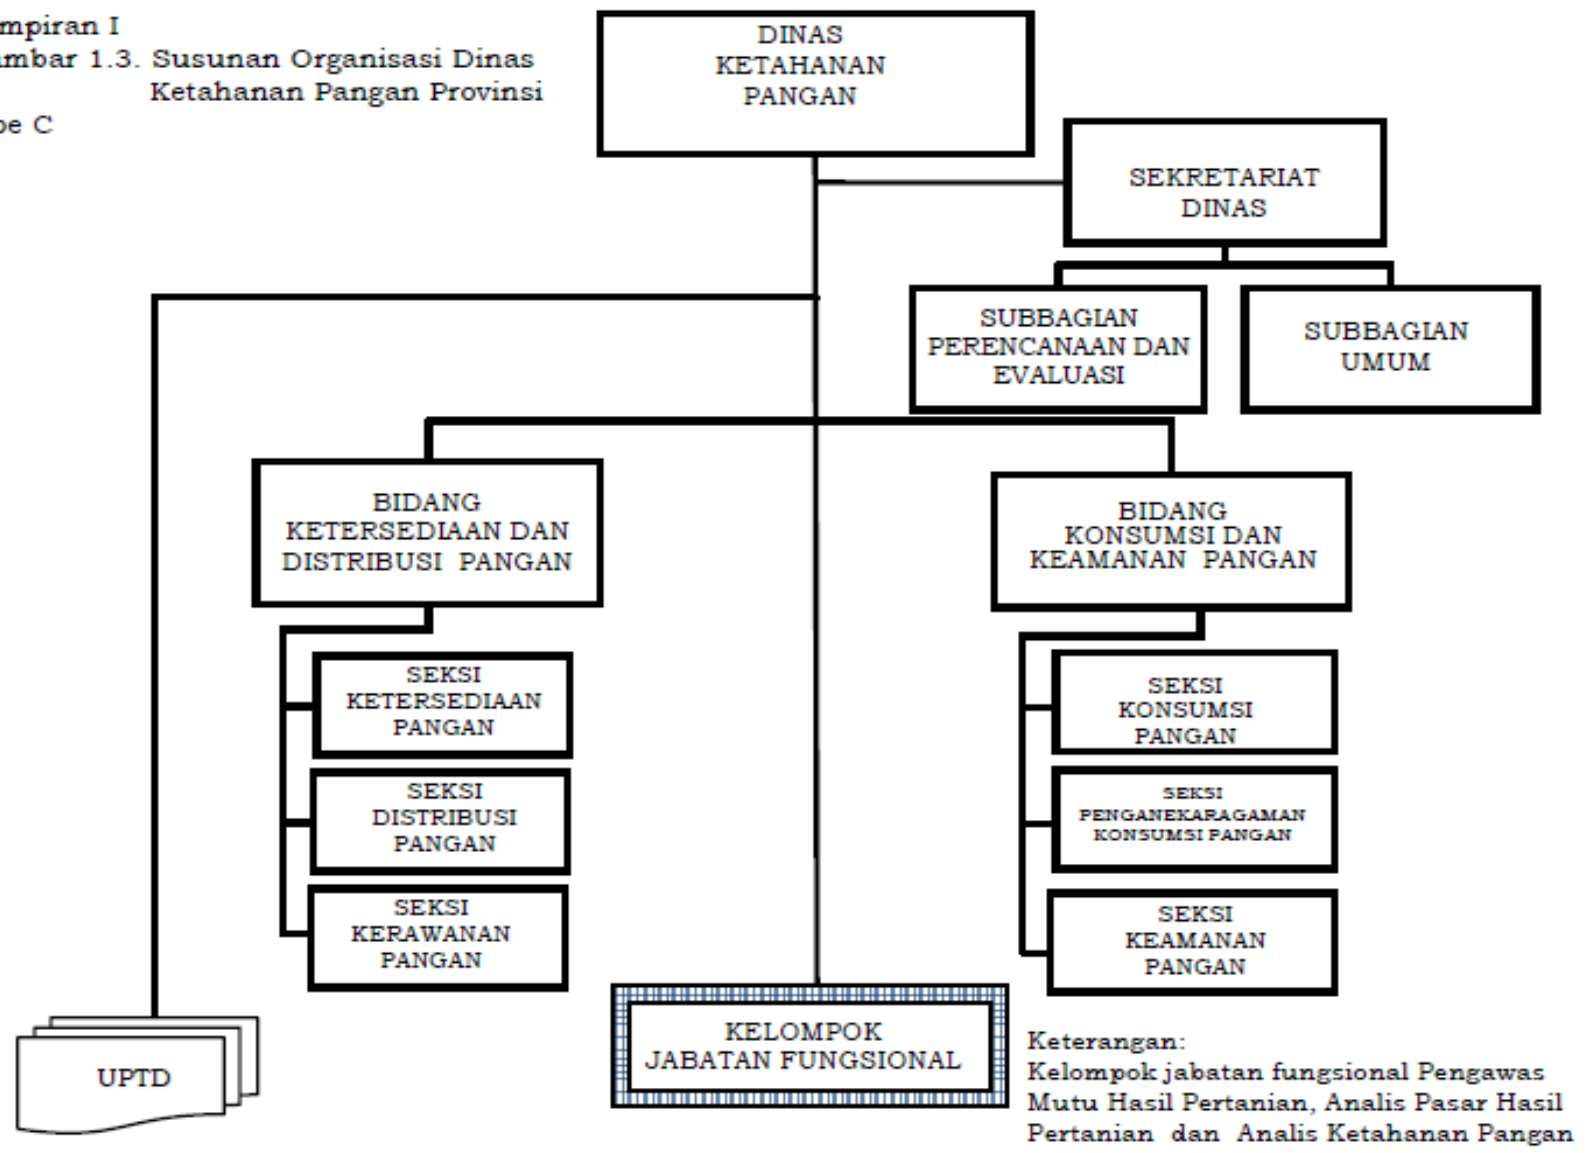 mpiran I
mbar 1.3. Susunan Organisasi Dinas
Ketahanan Pangan Provinsi
pe C
DINAS
KETAHANAN
PANGAN
SEKRETARIAT
DINAS
SUBBAGIAN
PERENCANAAN DAN
EVALUASI
SUBBAGIAN
UMUM
BIDANG
KETERSEDIAAN DAN
DISTRIBUSI PANGAN
BIDANG
KONSUMSI DAN
KEAMANAN PANGAN
SEKSI
KETERSEDIAAN
PANGAN
SEKSI
DISTRIBUSI
PANGAN
SEKSI
KERAWANAN
PANGAN
SEKSI
KONSUMSI
PANGAN
SEKSI
PENGANEKARAGAMAN
KONSUMSI PANGAN
SEKSI
KEAMANAN
PANGAN
UPTD
KELOMPOK
JABATAN FUNGSIONAL
Keterangan:
Kelompok jabatan fungsional Pengawas
Mutu Hasil Pertanian, Analis Pasar Hasil
Pertanian dan Analis Ketahanan Pangan